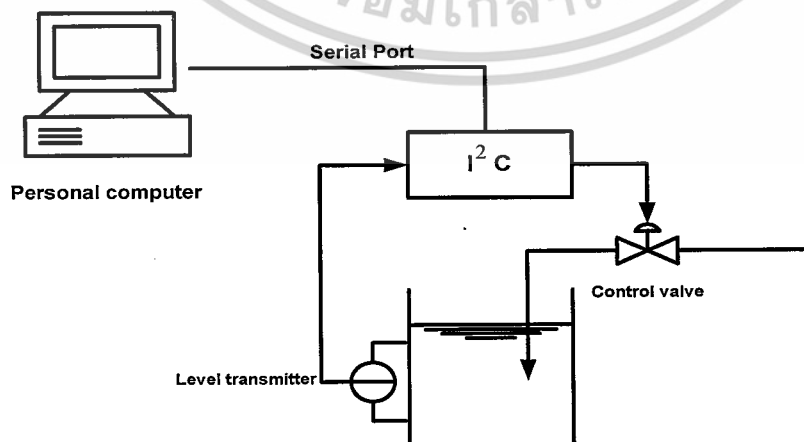 Serial Port
I² C
Personal computer
Control valve
Level transmitter